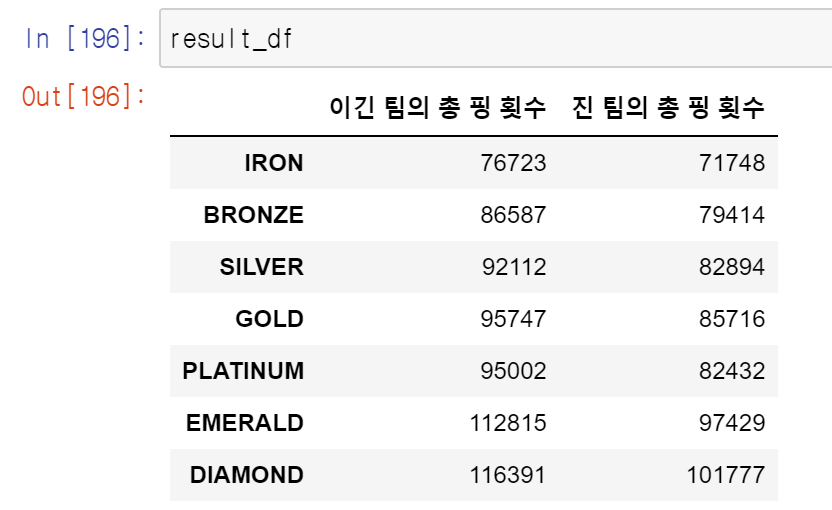 In [196]: result_df
Out[196]:
이긴 팀의 총 핑 횟수 진 팀의 총 핑 횟수
IRON 76723 71748
BRONZE 86587 79414
SILVER 92112 82894
GOLD 95747 85716
PLATINUM 95002 82432
EMERALD 112815 97429
DIAMOND 116391 101777